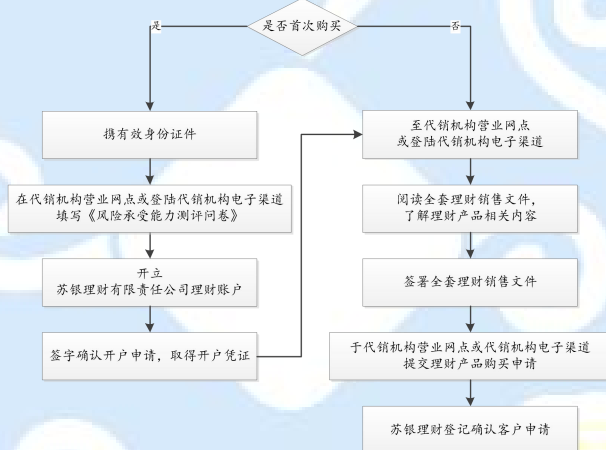 是否首次购买
是
否
携有效身份证件
在代销机构营业网点或登陆代销机构电子渠道
填写《风险承受能力测评问卷》
开立
苏银理财有限责任公司理财账户
签字确认开户申请，取得开户凭证
至代销机构营业网点
或登陆代销机构电子渠道
阅读全套理财销售文件，
了解理财产品相关内容
签署全套理财销售文件
于代销机构营业网点或代销机构电子渠道
提交理财产品购买申请
苏银理财登记确认客户申请